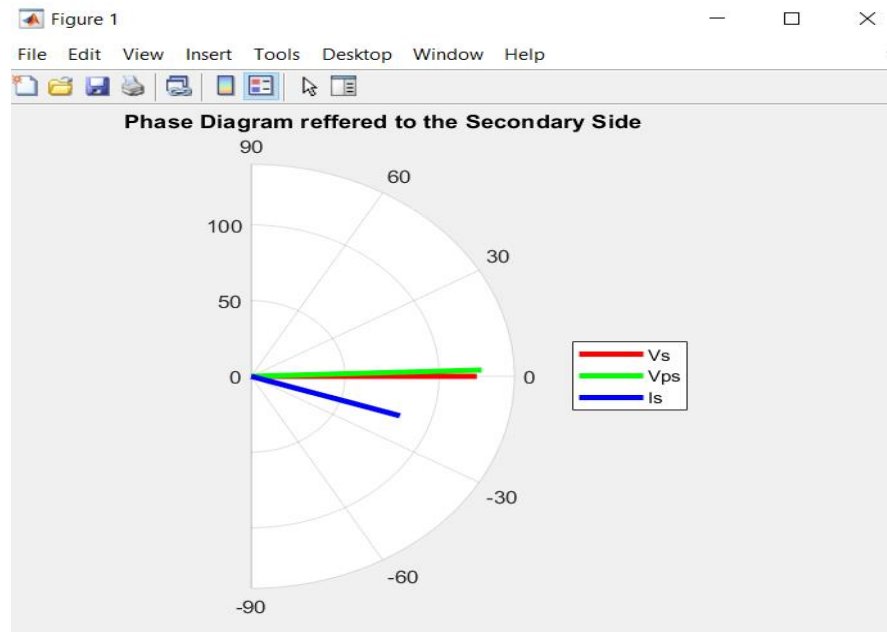 Figure 1
File Edit View Insert Tools Desktop Window Help
Phase Diagram reffered to the Secondary Side
90
60
100
30
50
0
0
Vs
Vps
Is
-30
-60
-90